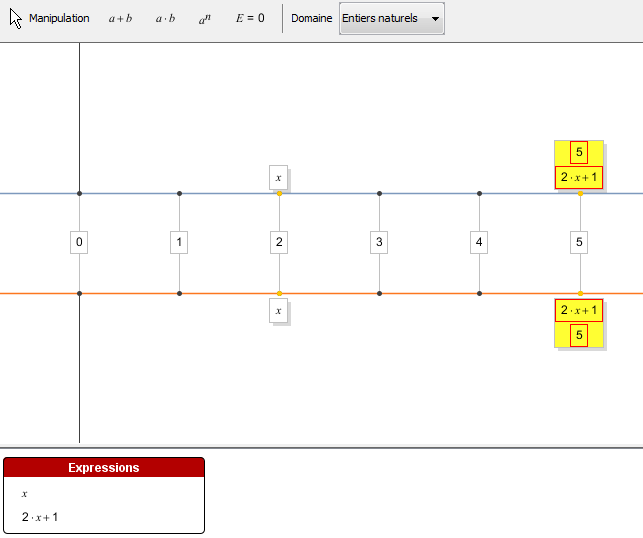 Manipulation a + b a · b aⁿ E = 0 Domaine Entiers naturels
5
x 2 · x + 1
0 1 2 3 4 5
x 2 · x + 1
5
Expressions
x
2 · x + 1